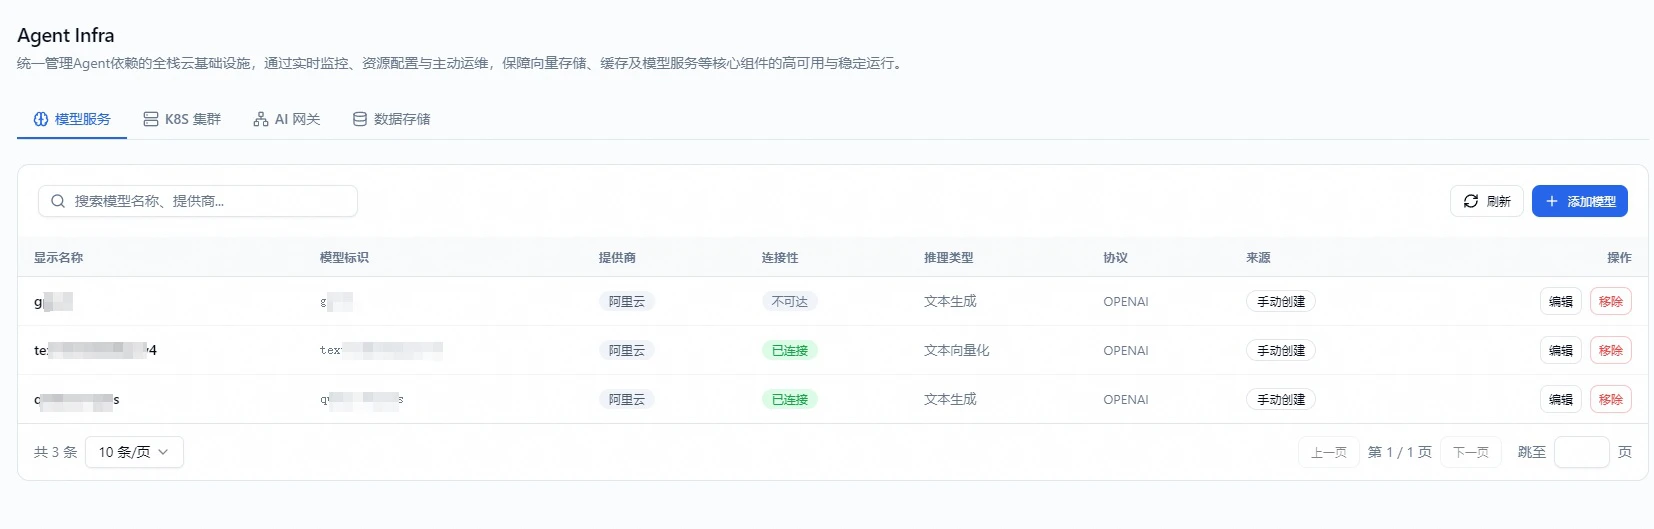 Agent Infra
统一管理Agent依赖的全栈云基础设施，通过实时监控、资源配置与主动运维，保障向量存储、缓存及模型服务等核心组件的高可用与稳定运行。
模型服务 K8S 集群 AI 网关 数据存储
搜索模型名称、提供商... 刷新 + 添加模型
显示名称 模型标识 提供商 连接性 推理类型 协议 来源 操作
阿里云 不可达 文本生成 OPENAI 手动创建 编辑 移除
阿里云 已连接 文本向量化 OPENAI 手动创建 编辑 移除
阿里云 已连接 文本生成 OPENAI 手动创建 编辑 移除
共 3 条 10 条/页 上一页 第 1 / 1 页 下一页 跳至 页